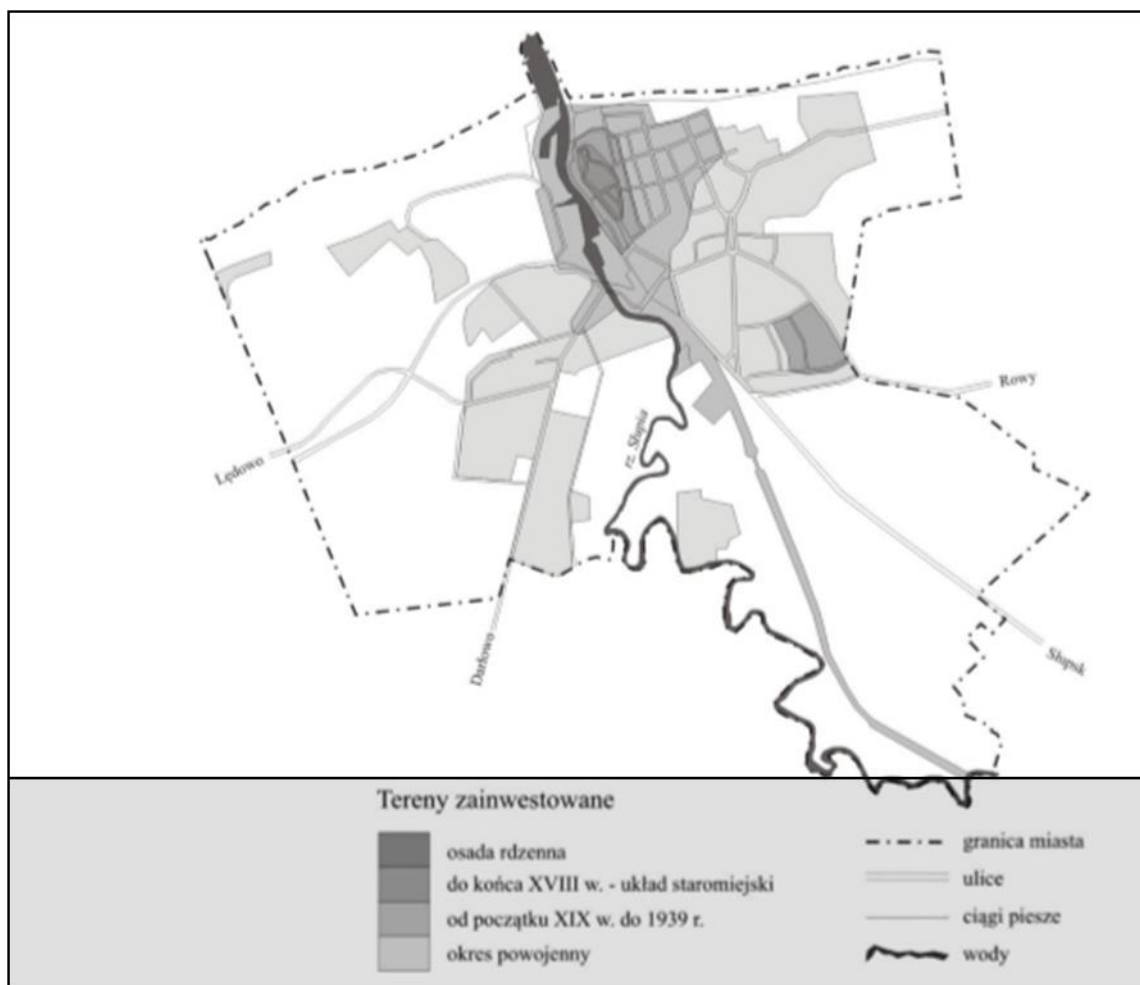 Rowy
rz. Słupia
Lędowo
Darłowo
Słupsk
Tereny zainwestowane
osada rdzenna
do końca XVIII w. - układ staromiejski
od początku XIX w. do 1939 r.
okres powojenny
granica miasta
ulice
ciągi piesze
wody